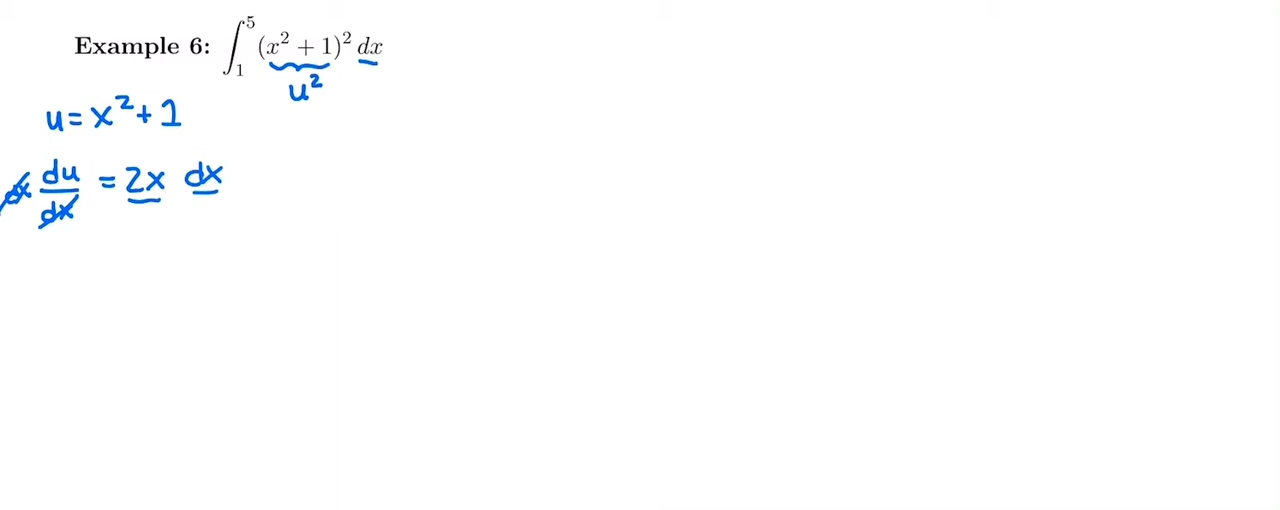 Example 6: ∫₁⁵ (x² + 1)² dx
u²
u = x² + 1
dx du/dx = 2x dx